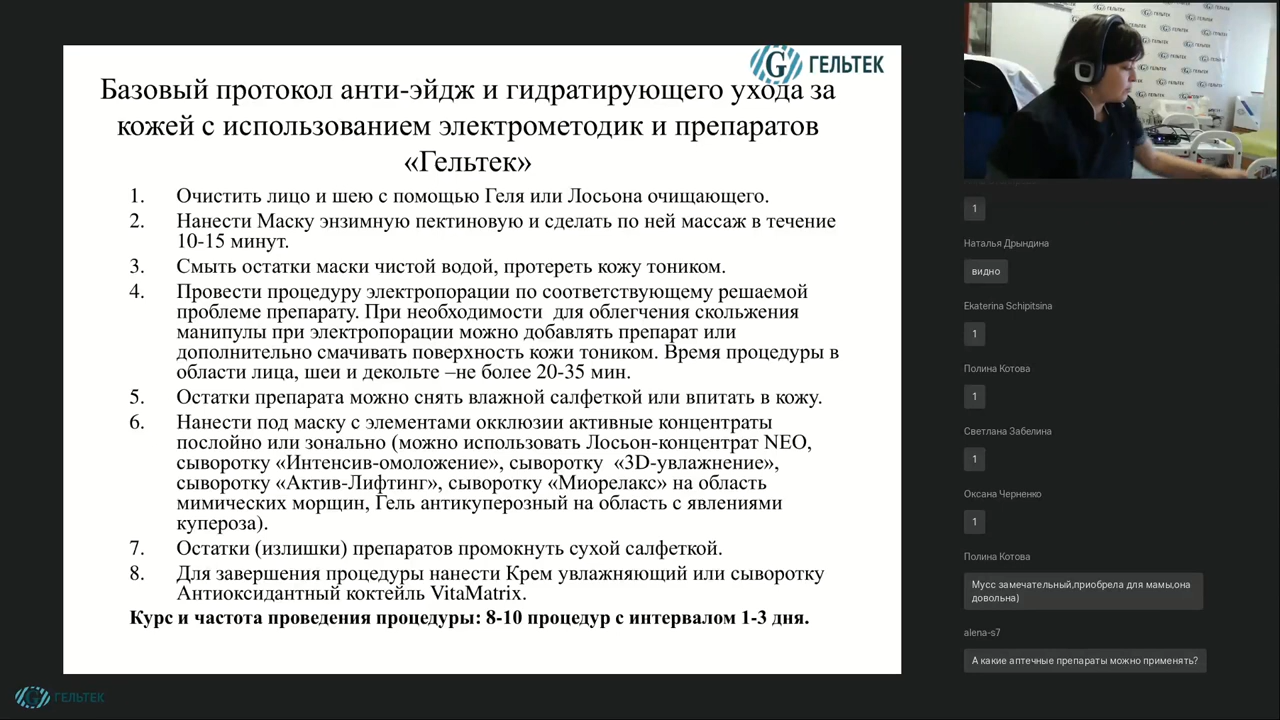 ГЕЛЬТЕК
Базовый протокол анти-эйдж и гидратирующего ухода за
кожей с использованием электрометодик и препаратов
«Гельтек»
1. Очистить лицо и шею с помощью Геля или Лосьона очищающего.
2. Нанести Маску энзимную пектиновую и сделать по ней массаж в течение
10-15 минут.
3. Смыть остатки маски чистой водой, протереть кожу тоником.
4. Провести процедуру электропорации по соответствующему решаемой
проблеме препарату. При необходимости для облегчения скольжения
манипулы при электропорации можно добавлять препарат или
дополнительно смачивать поверхность кожи тоником. Время процедуры в
области лица, шеи и декольте –не более 20-35 мин.
5. Остатки препарата можно снять влажной салфеткой или впитать в кожу.
6. Нанести под маску с элементами окклюзии активные концентраты
послойно или зонально (можно использовать Лосьон-концентрат NEO,
сыворотку «Интенсив-омоложение», сыворотку «3D-увлажнение»,
сыворотку «Актив-Лифтинг», сыворотку «Миорелакс» на область
мимических морщин, Гель антикуперозный на область с явлениями
купероза).
7. Остатки (излишки) препаратов промокнуть сухой салфеткой.
8. Для завершения процедуры нанести Крем увлажняющий или сыворотку
Антиоксидантный коктейль VitaMatrix.
Курс и частота проведения процедуры: 8-10 процедур с интервалом 1-3 дня.
ГЕЛЬТЕК
1
Наталья Дрындина
видно
Ekaterina Schipitsina
1
Полина Котова
1
Светлана Забелина
1
Оксана Черненко
1
Полина Котова
Мусс замечательный,приобрела для мамы,она
довольна)
alena-s7
А какие аптечные препараты можно применять?